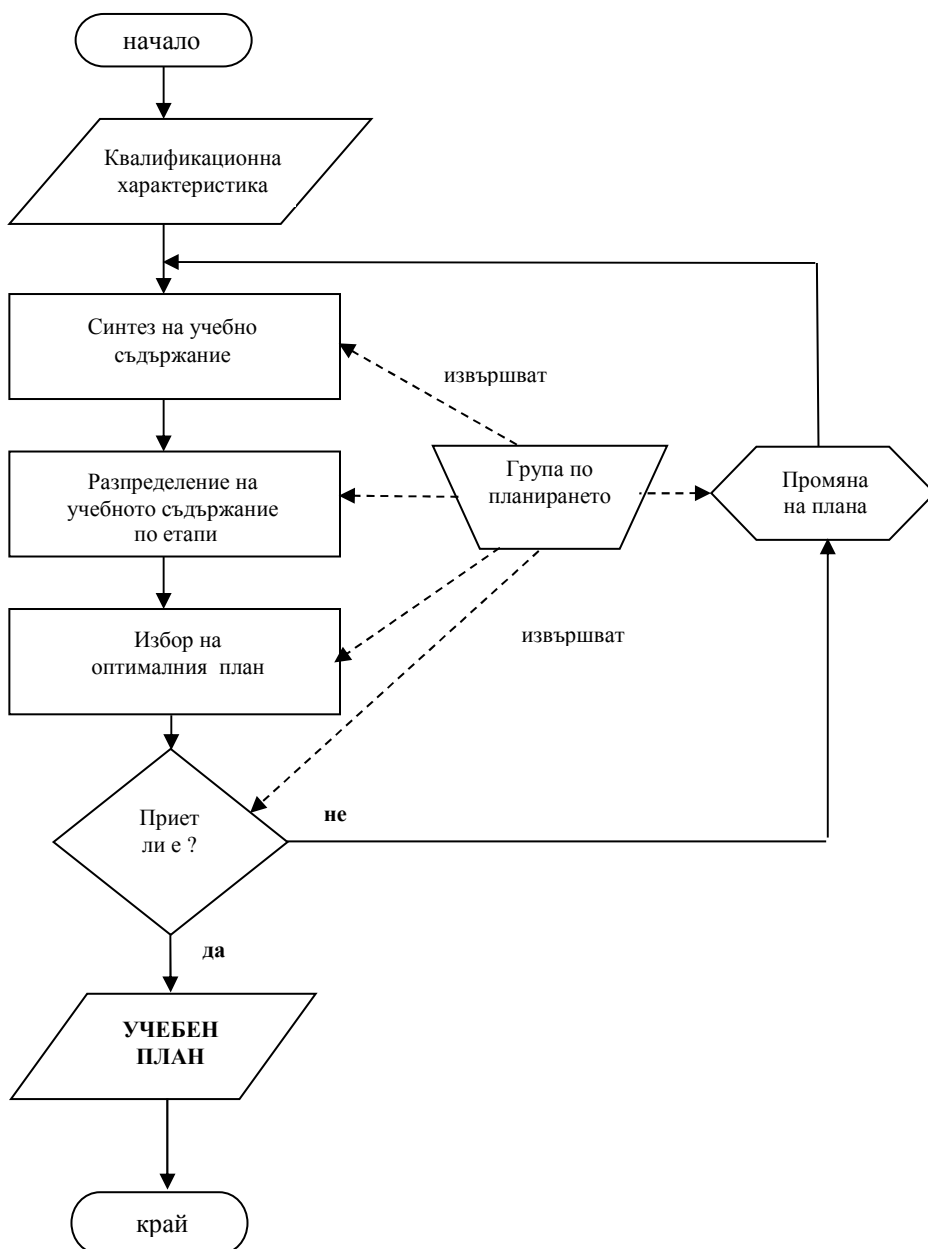 начало
Квалификационна
характеристика
Синтез на учебно
съдържание
извършват
Група по
планирането
Промяна
на плана
Разпределение на
учебното съдържание
по етапи
Избор на
оптималния план
извършват
Приет
ли е ?
не
да
УЧЕБЕН
ПЛАН
край